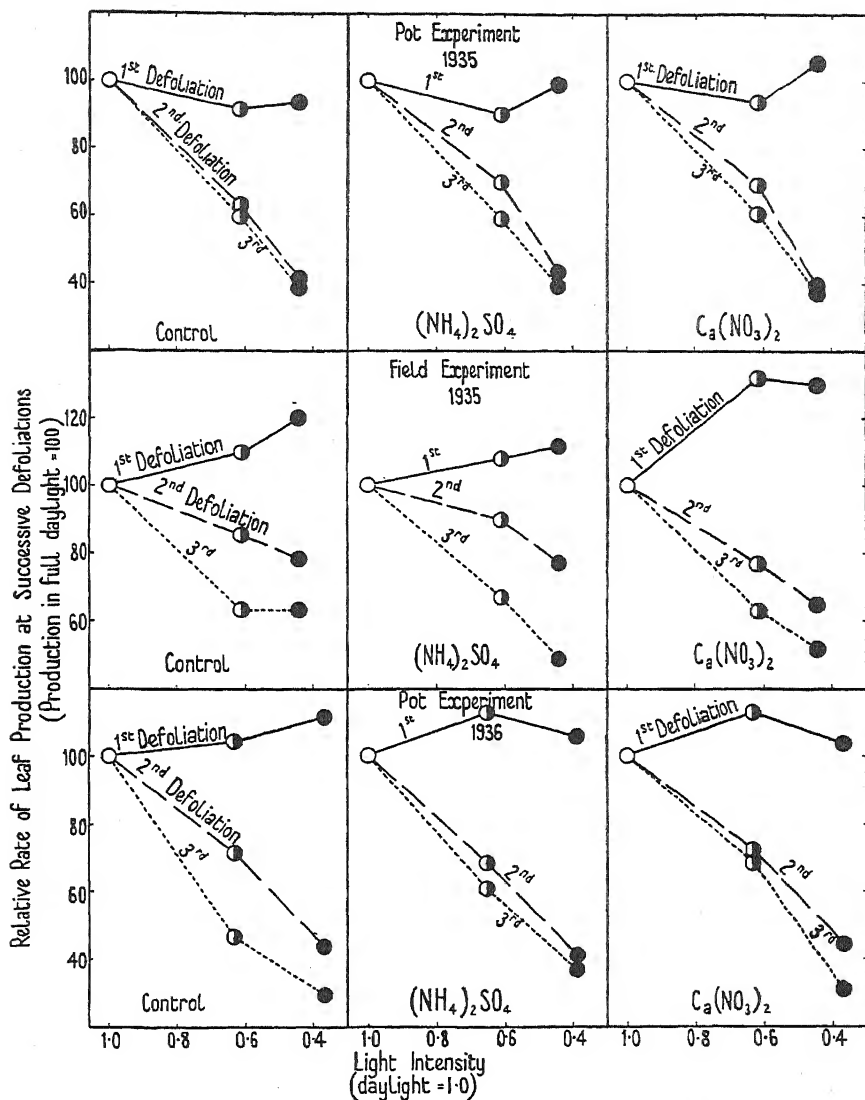 Relative Rate of Leaf Production at Successive Defoliations
(Production in full daylight =100)
Pot Experiment
1935
100
80
60
40
1st Defoliation
2nd Defoliation
3rd
Control
1st
2nd
3rd
(NH4)2SO4
1st. Defoliation
2nd
3rd
Ca(NO3)2
Field Experiment
1935
120
100
80
60
1st Defoliation
2nd Defoliation
3rd
Control
1st
2nd
3rd
(NH4)2SO4
1st Defoliation
2nd
3rd
Ca(NO3)2
Pot Experiment
1936
100
80
60
40
1st Defoliation
2nd Defoliation
3rd
Control
1st
2nd
3rd
(NH4)2SO4
1st Defoliation
2nd
3rd
Ca(NO3)2
1·0 0·8 0·6 0·4 1·0 0·8 0·6 0·4 1·0 0·8 0·6 0·4
Light Intensity
(daylight =1·0)